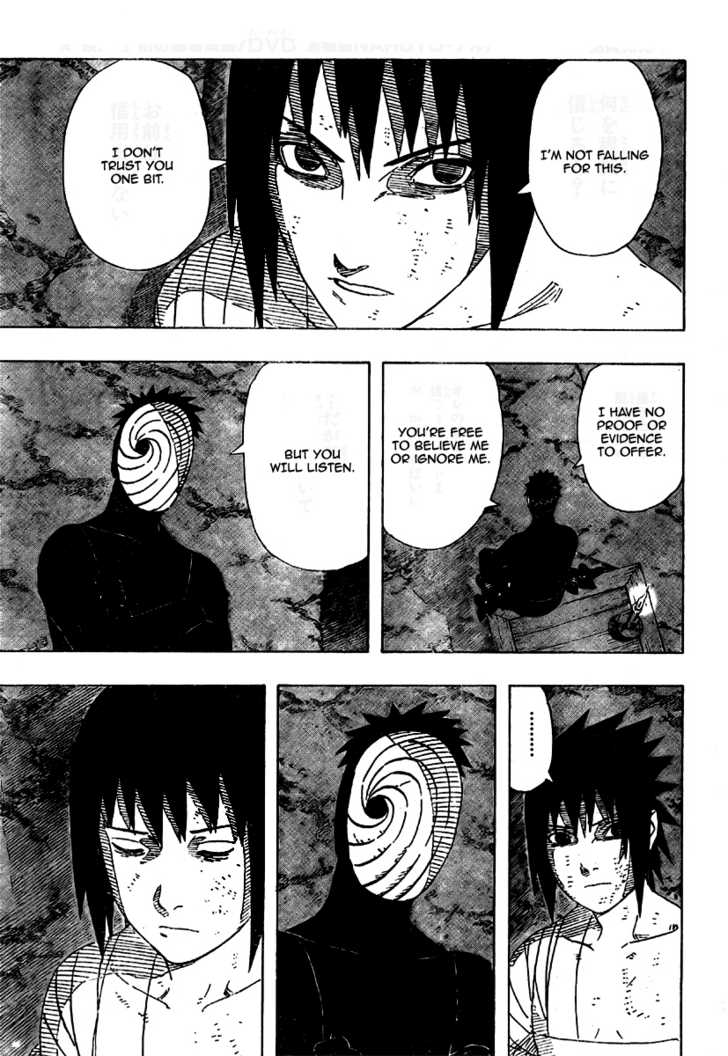 I'M NOT FALLING
FOR THIS.
I DON'T
TRUST YOU
ONE BIT.
I HAVE NO
PROOF OR
EVIDENCE
TO OFFER.
YOU'RE FREE
TO BELIEVE ME
OR IGNORE ME.
BUT YOU
WILL LISTEN.
.........